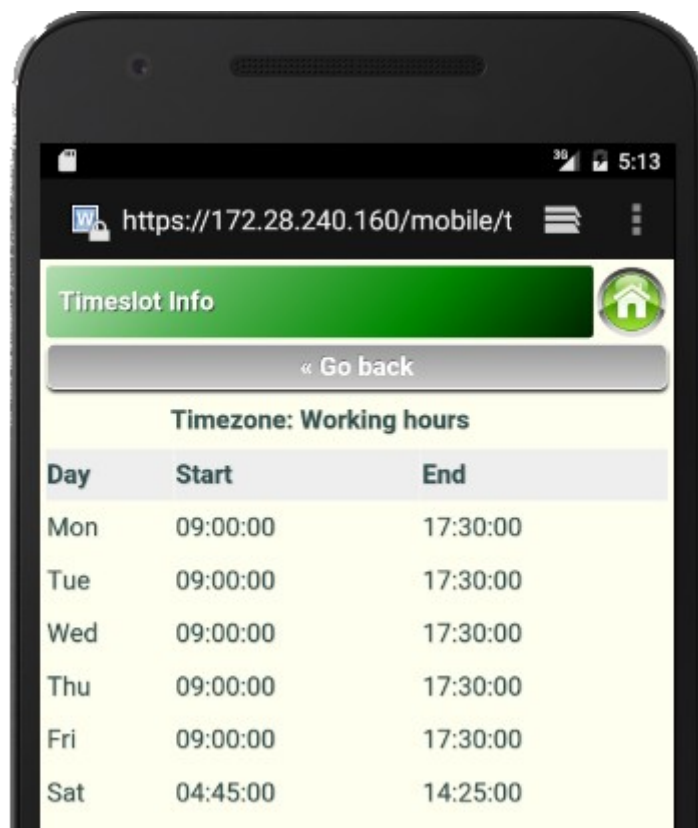 3G 5:13
W https://172.28.240.160/mobile/t
Timeslot Info
« Go back
Timezone: Working hours
Day Start End
Mon 09:00:00 17:30:00
Tue 09:00:00 17:30:00
Wed 09:00:00 17:30:00
Thu 09:00:00 17:30:00
Fri 09:00:00 17:30:00
Sat 04:45:00 14:25:00